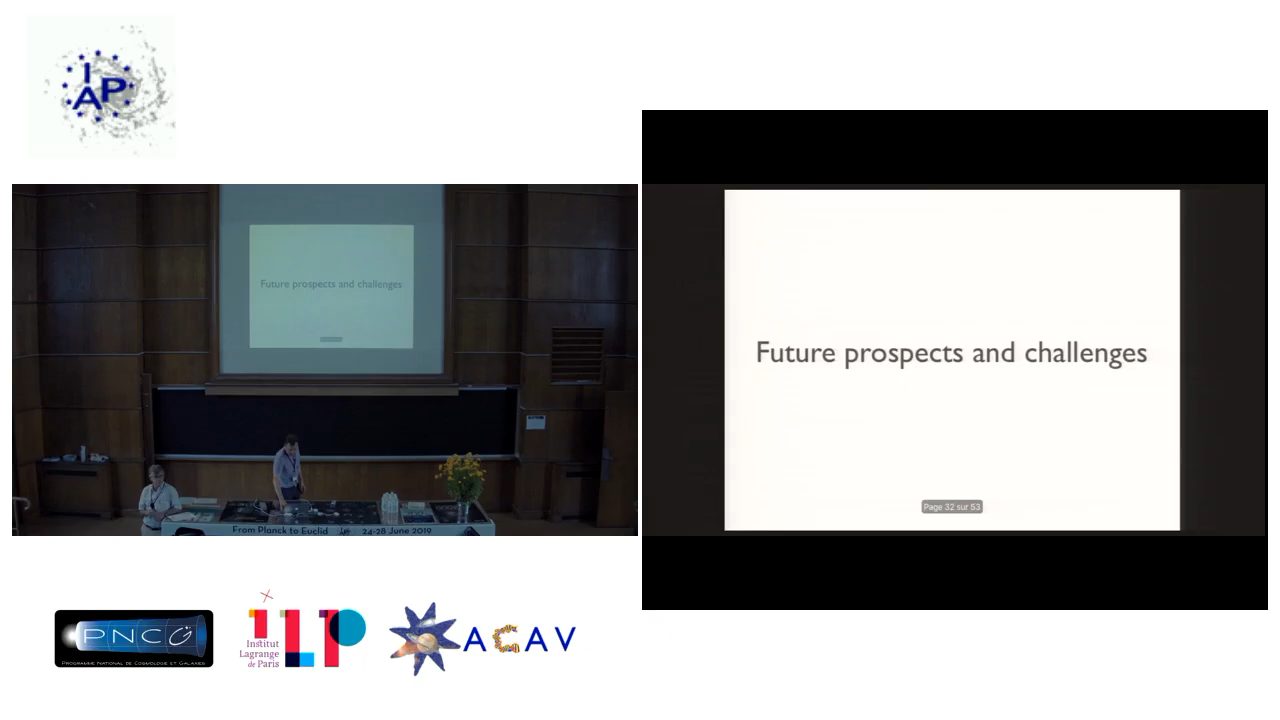 I
AP
Future prospects and challenges
Future prospects and challenges
Page 32 sur 53
From Planck to Euclid
24-28 June 2019
PNCG
PROGRAMME NATIONAL DE COSMOLOGIE ET GALAXIES
iLP
Institut
Lagrange
de Paris
ACAV